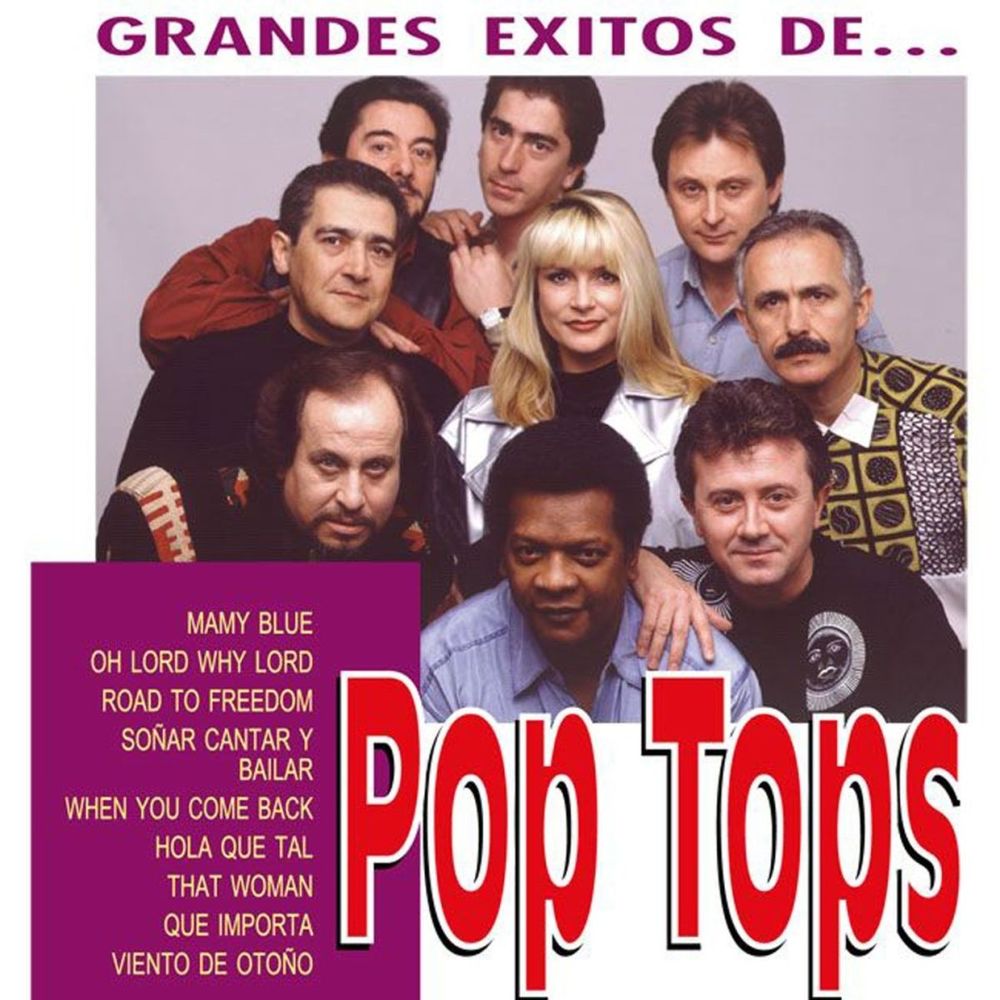 GRANDES EXITOS DE...
MAMY BLUE
OH LORD WHY LORD
ROAD TO FREEDOM
SOÑAR CANTAR Y
BAILAR
WHEN YOU COME BACK
HOLA QUE TAL
THAT WOMAN
QUE IMPORTA
VIENTO DE OTOÑO
Pop Tops